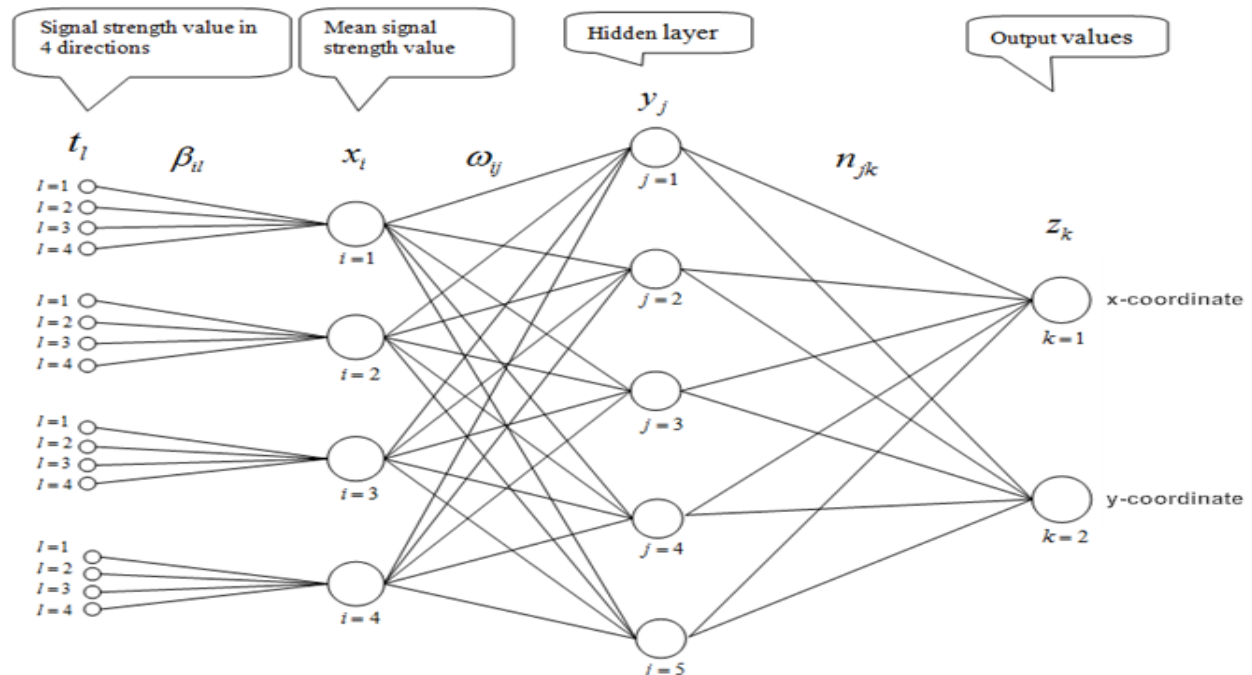 Signal strength value in
4 directions
Mean signal
strength value
Hidden layer
Output values
t_l
β_il
x_i
ω_ij
y_j
n_jk
z_k
l=1
l=2
l=3
l=4
i=1
l=1
l=2
l=3
l=4
i=2
l=1
l=2
l=3
l=4
i=3
l=1
l=2
l=3
l=4
i=4
j=1
j=2
j=3
j=4
j=5
k=1
x-coordinate
k=2
y-coordinate